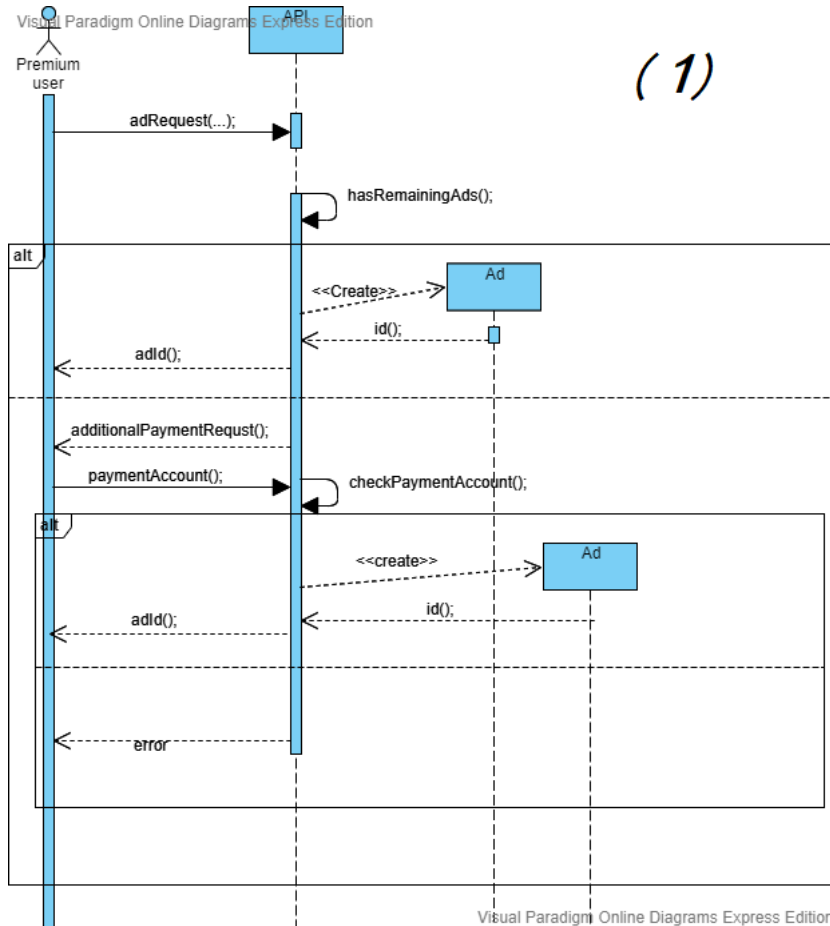 Visual Paradigm Online Diagrams Express Edition
API
(1)
Premium
user
adRequest(...);
hasRemainingAds();
alt
Ad
<<Create>>
id();
adId();
additionalPaymentRequst();
paymentAccount();
checkPaymentAccount();
alt
Ad
<<create>>
id();
adId();
error
Visual Paradigm Online Diagrams Express Edition